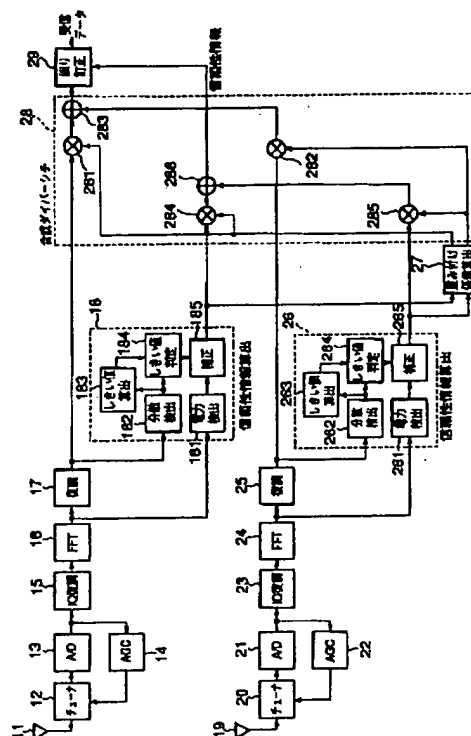 11
12
チューナ
13
A/D
14
AGC
15
IQ復調
16
FFT
17
復調
18
信頼性情報算出
181
電力検出
182
分散検出
183
しきい値算出
184
しきい値判定
185
補正
19
20
チューナ
21
A/D
22
AGC
23
IQ復調
24
FFT
25
復調
26
信頼性情報算出
261
電力検出
262
分散検出
263
しきい値算出
264
しきい値判定
265
補正
27
重み付け係数算出
28
合成ダイバーシチ
281
282
283
284
285
286
信頼性情報
29
誤り訂正
受信データ